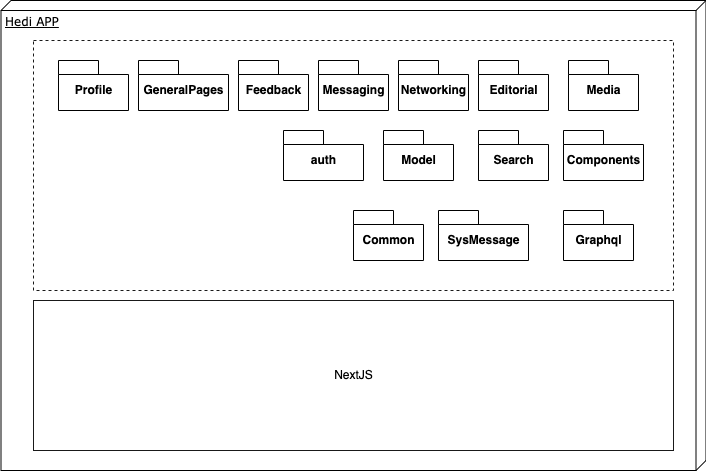 Hedi APP
Profile
GeneralPages
Feedback
Messaging
Networking
Editorial
Media
auth
Model
Search
Components
Common
SysMessage
Graphql
NextJS